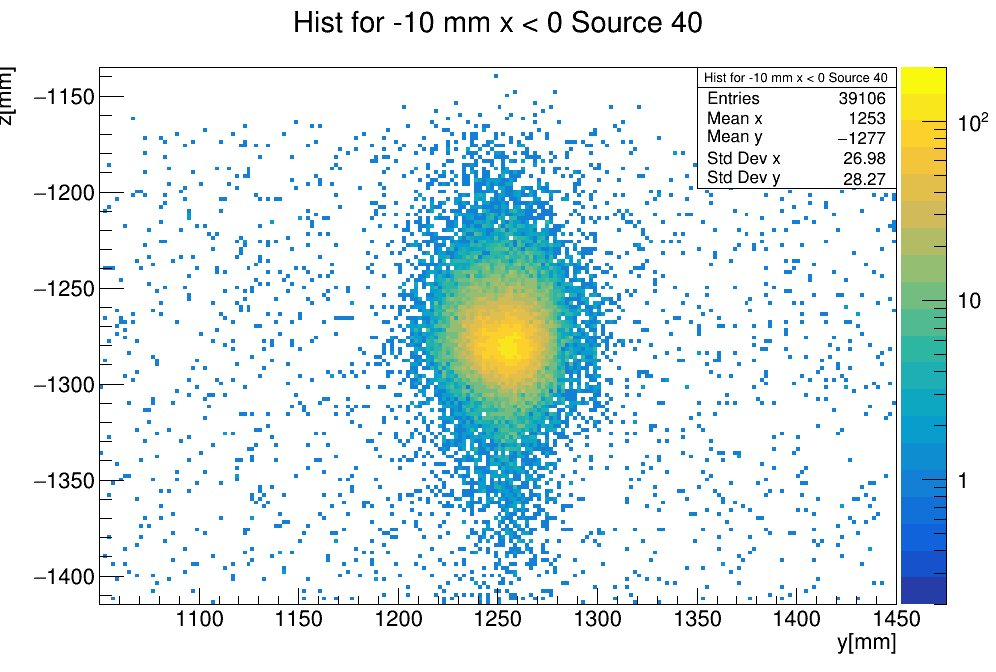 Hist for -10 mm x < 0 Source 40
z[mm]
−1150
−1200
−1250
−1300
−1350
−1400
Hist for -10 mm x < 0 Source 40
Entries 39106
Mean x 1253
Mean y −1277
Std Dev x 26.98
Std Dev y 28.27
10²
10
1
1100 1150 1200 1250 1300 1350 1400 1450
y[mm]